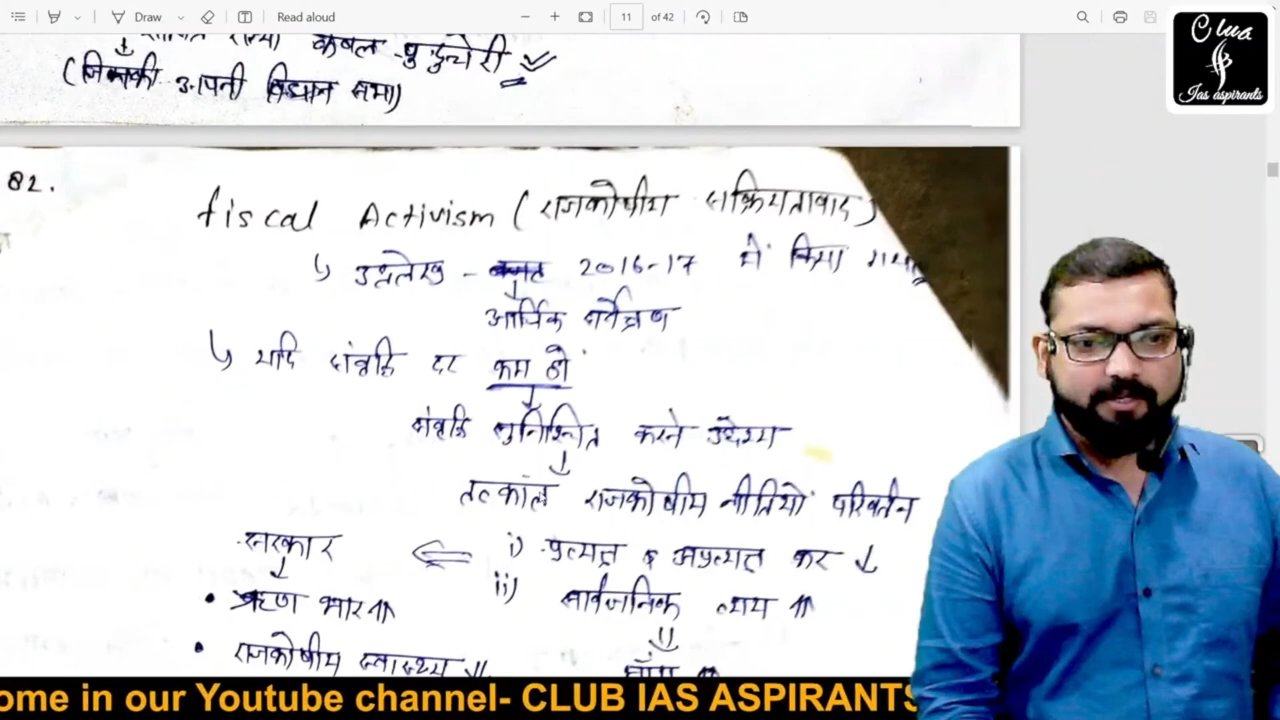 Draw
Read aloud
11 of 42
Clua
Ias aspirants
केवल पुदुचेरी
(जिनकी अपनी विधान सभा)
82.
fiscal Activism (राजकोषीय सक्रियतावाद)
↳ उल्लेख - 2016-17 में किया गया
आर्थिक सर्वेक्षण
↳ यदि संवृद्धि दर कम हो
संवृद्धि सुनिश्चित करने उद्देश्य
तत्काल राजकोषीय नीतियों परिवर्तन
सरकार ⇐ i) प्रत्यक्ष व अप्रत्यक्ष कर ↓
• ऋण भार ⇑ ii) सार्वजनिक व्यय ⇑
• राजकोषीय स्वास्थ्य ⇓ माँग ⇑
ome in our Youtube channel- CLUB IAS ASPIRANTS